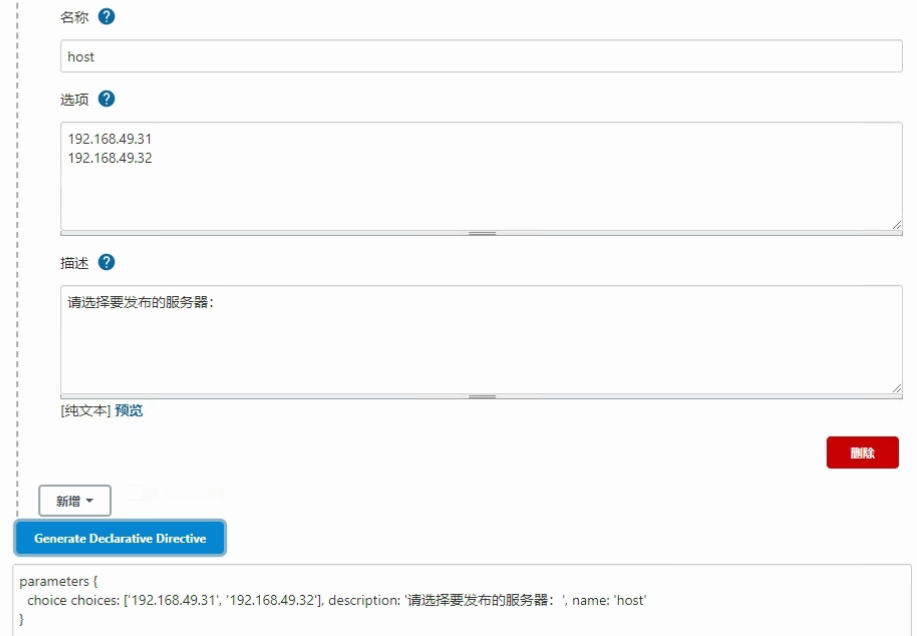 名称 ?
host
选项 ?
192.168.49.31
192.168.49.32
描述 ?
请选择要发布的服务器：
[纯文本] 预览
删除
新增
Generate Declarative Directive
parameters {
  choice choices: ['192.168.49.31', '192.168.49.32'], description: '请选择要发布的服务器：', name: 'host'
}